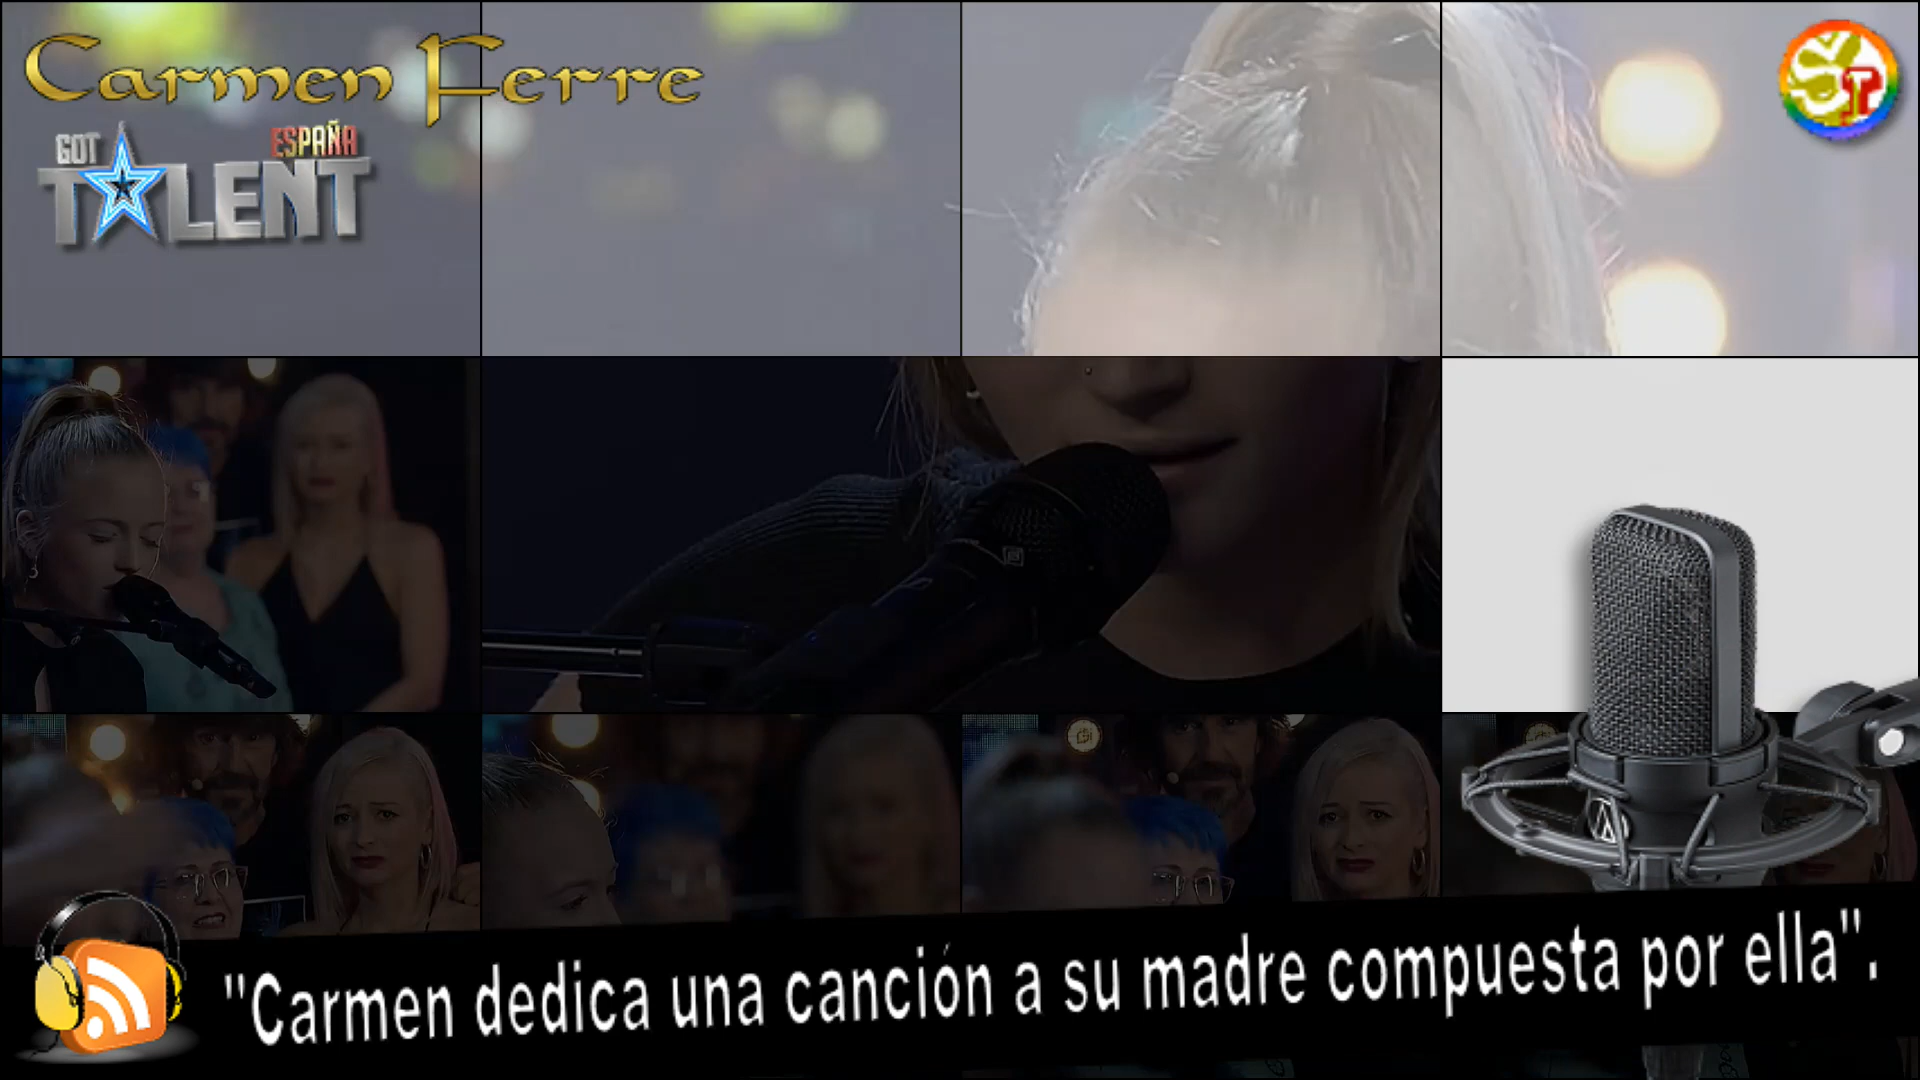 Carmen Ferre
GOT ESPAÑA
TALENT
"Carmen dedica una canción a su madre compuesta por ella".